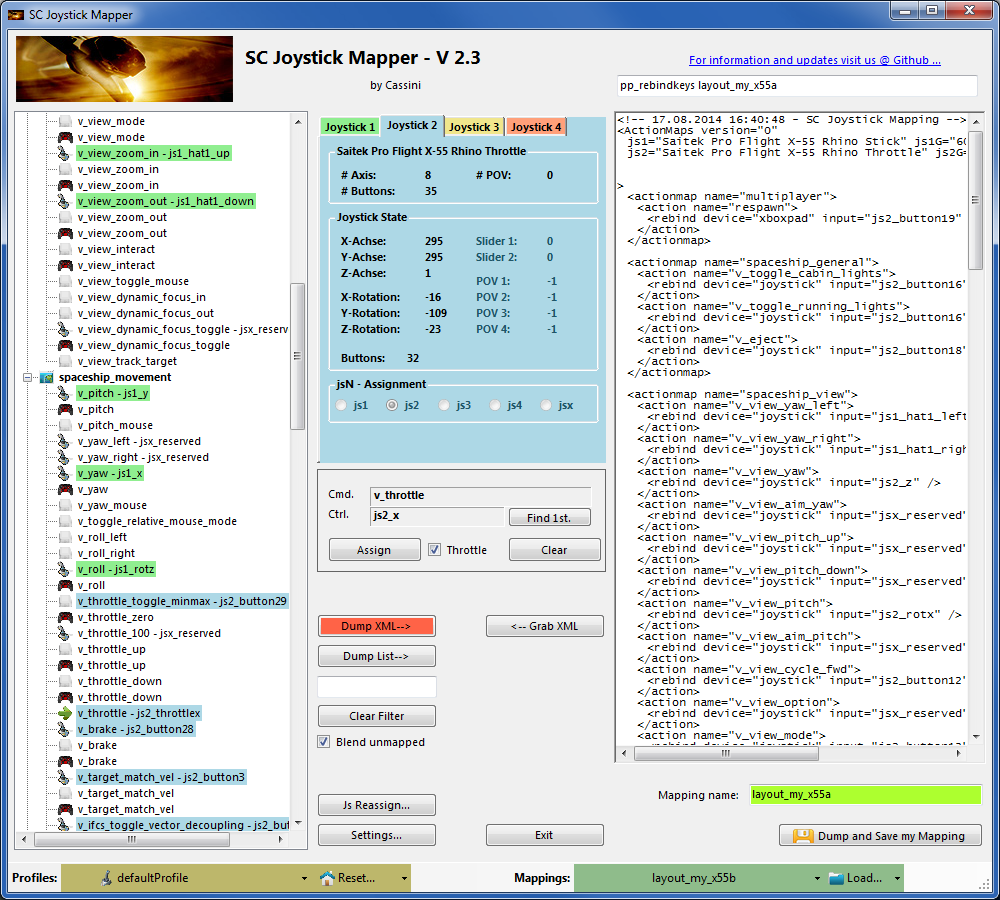 SC Joystick Mapper
SC Joystick Mapper - V 2.3
by Cassini
For information and updates visit us @ Github ...
pp_rebindkeys layout_my_x55a
v_view_mode
v_view_mode
v_view_zoom_in - js1_hat1_up
v_view_zoom_in
v_view_zoom_in
v_view_zoom_out - js1_hat1_down
v_view_zoom_out
v_view_zoom_out
v_view_interact
v_view_interact
v_view_toggle_mouse
v_view_dynamic_focus_in
v_view_dynamic_focus_out
v_view_dynamic_focus_toggle - jsx_reserv
v_view_dynamic_focus_toggle
v_view_track_target
spaceship_movement
v_pitch - js1_y
v_pitch
v_pitch_mouse
v_yaw_left - jsx_reserved
v_yaw_right - jsx_reserved
v_yaw - js1_x
v_yaw
v_yaw_mouse
v_toggle_relative_mouse_mode
v_roll_left
v_roll_right
v_roll - js1_rotz
v_roll
v_throttle_toggle_minmax - js2_button29
v_throttle_zero
v_throttle_100 - jsx_reserved
v_throttle_up
v_throttle_up
v_throttle_down
v_throttle_down
v_throttle - js2_throttlex
v_brake - js2_button28
v_brake
v_brake
v_target_match_vel - js2_button3
v_target_match_vel
v_target_match_vel
v_ifcs_toggle_vector_decoupling - js2_but
Joystick 1 Joystick 2 Joystick 3 Joystick 4
Saitek Pro Flight X-55 Rhino Throttle
# Axis: 8 # POV: 0
# Buttons: 35
Joystick State
X-Achse: 295 Slider 1: 0
Y-Achse: 295 Slider 2: 0
Z-Achse: 1
POV 1: -1
X-Rotation: -16 POV 2: -1
Y-Rotation: -109 POV 3: -1
Z-Rotation: -23 POV 4: -1
Buttons: 32
jsN - Assignment
js1 js2 js3 js4 jsx
Cmd. v_throttle
Ctrl. js2_x Find 1st.
Assign Throttle Clear
Dump XML--> <-- Grab XML
Dump List-->
Clear Filter
Blend unmapped
Js Reassign...
Settings... Exit
<!-- 17.08.2014 16:40:48 - SC Joystick Mapping -->
<ActionMaps version="0"
js1="Saitek Pro Flight X-55 Rhino Stick" js1G="60
js2="Saitek Pro Flight X-55 Rhino Throttle" js2G=
>
<actionmap name="multiplayer">
<action name="respawn">
<rebind device="xboxpad" input="js2_button19"
</action>
</actionmap>
<actionmap name="spaceship_general">
<action name="v_toggle_cabin_lights">
<rebind device="joystick" input="js2_button16"
</action>
<action name="v_toggle_running_lights">
<rebind device="joystick" input="js2_button16"
</action>
<action name="v_eject">
<rebind device="joystick" input="js2_button18"
</action>
</actionmap>
<actionmap name="spaceship_view">
<action name="v_view_yaw_left">
<rebind device="joystick" input="js1_hat1_left
</action>
<action name="v_view_yaw_right">
<rebind device="joystick" input="js1_hat1_righ
</action>
<action name="v_view_yaw">
<rebind device="joystick" input="js2_z" />
</action>
<action name="v_view_aim_yaw">
<rebind device="joystick" input="jsx_reserved"
</action>
<action name="v_view_pitch_up">
<rebind device="joystick" input="jsx_reserved"
</action>
<action name="v_view_pitch_down">
<rebind device="joystick" input="jsx_reserved"
</action>
<action name="v_view_pitch">
<rebind device="joystick" input="js2_rotx" />
</action>
<action name="v_view_aim_pitch">
<rebind device="joystick" input="jsx_reserved"
</action>
<action name="v_view_cycle_fwd">
<rebind device="joystick" input="js2_button12"
</action>
<action name="v_view_option">
<rebind device="joystick" input="jsx_reserved"
</action>
<action name="v_view_mode">
Mapping name: layout_my_x55a
Dump and Save my Mapping
Profiles: defaultProfile Reset... Mappings: layout_my_x55b Load...